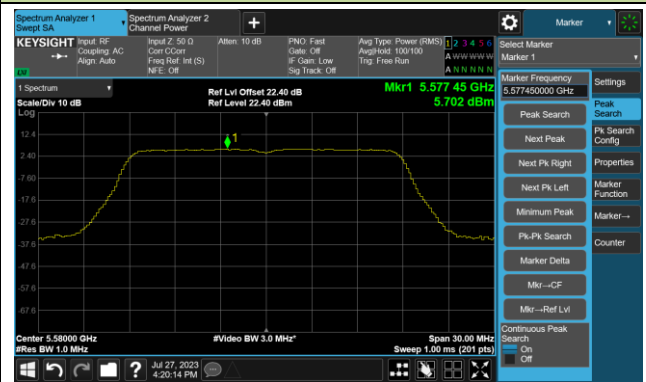 Spectrum Analyzer 1
Swept SA
Spectrum Analyzer 2
Channel Power
Marker
KEYSIGHT
Input: RF
Coupling: AC
Align: Auto
Input Z: 50 Ω
Corr CCorr
Freq Ref: Int (S)
NFE: Off
Atten: 10 dB
PNO: Fast
Gate: Off
IF Gain: Low
Sig Track: Off
Avg Type: Power (RMS)
Avg|Hold: 100/100
Trig: Free Run
1 2 3 4 5 6
A W W W W W
A N N N N N
Select Marker
Marker 1
1 Spectrum
Scale/Div 10 dB
Log
Ref Lvl Offset 22.40 dB
Ref Level 22.40 dBm
Mkr1 5.577 45 GHz
5.702 dBm
1
12.4
2.40
-7.60
-17.6
-27.6
-37.6
-47.6
-57.6
-67.6
Center 5.58000 GHz
#Res BW 1.0 MHz
#Video BW 3.0 MHz*
Span 30.00 MHz
Sweep 1.00 ms (201 pts)
Marker Frequency
5.577450000 GHz
Peak Search
Next Peak
Next Pk Right
Next Pk Left
Minimum Peak
Pk-Pk Search
Marker Delta
Mkr→CF
Mkr→Ref Lvl
Continuous Peak
Search
On
Off
Settings
Peak
Search
Pk Search
Config
Properties
Marker
Function
Marker→
Counter
Jul 27, 2023
4:20:14 PM